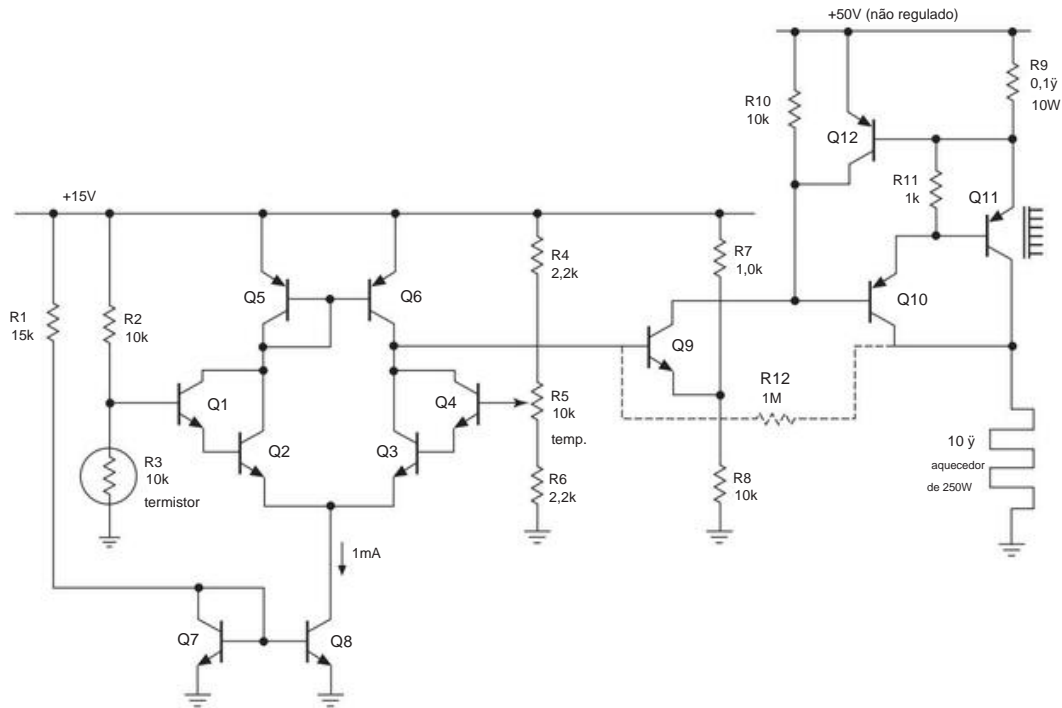 +50V (não regulado)
R9
0,1ÿ
10W
R10
10k
Q12
R11
1k
Q11
+15V
R4
2,2k
R7
1,0k
Q5
Q6
Q10
R1
15k
R2
10k
Q9
R12
1M
Q1
Q4
R5
10k
temp.
Q2
Q3
R3
10k
termistor
R6
2,2k
R8
10k
10 ÿ
aquecedor
de 250W
1mA
Q7
Q8